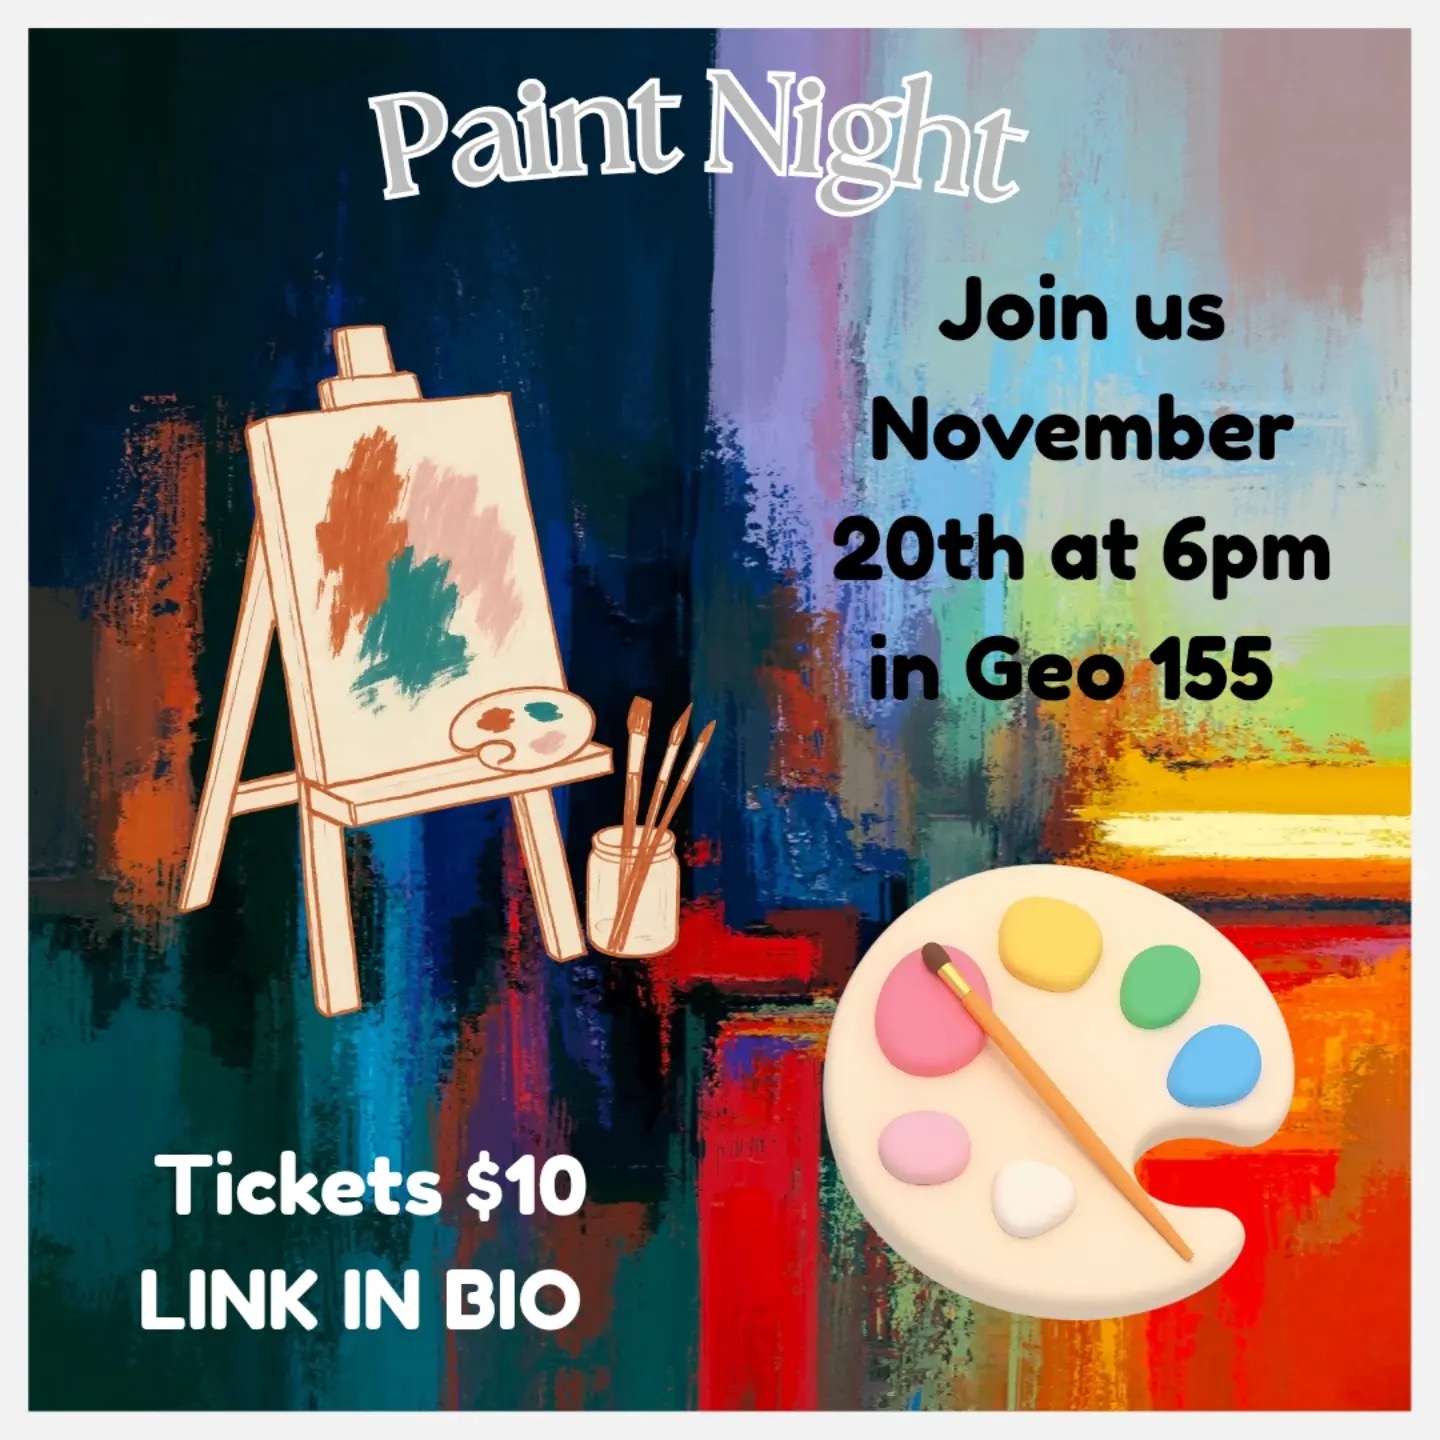 Paint Night
Join us
November
20th at 6pm
in Geo 155
Tickets $10
LINK IN BIO